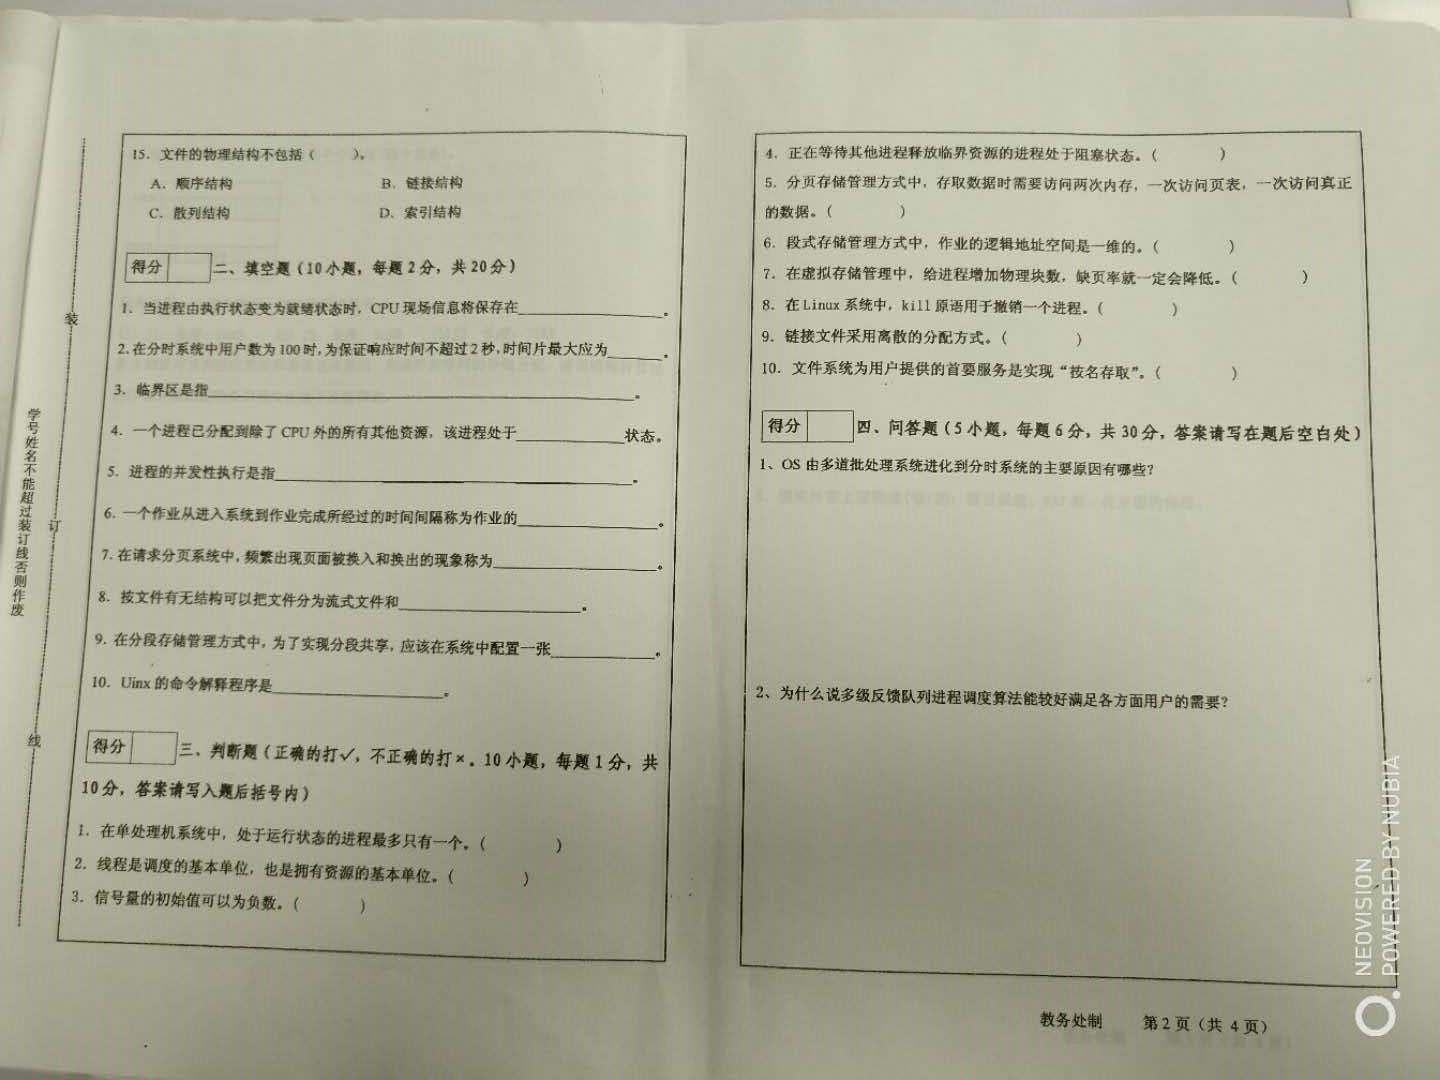 15. 文件的物理结构不包括（    ）。
A. 顺序结构    B. 链接结构
C. 散列结构    D. 索引结构
得分 二、填空题（10小题，每题2分，共20分）
1. 当进程由执行状态变为就绪状态时，CPU现场信息将保存在________。
2.在分时系统中用户数为100时,为保证响应时间不超过2秒,时间片最大应为________。
3. 临界区是指________。
4. 一个进程已分配到除了CPU外的所有其他资源，该进程处于________状态。
5. 进程的并发性执行是指________。
6. 一个作业从进入系统到作业完成所经过的时间间隔称为作业的________。
7. 在请求分页系统中，频繁出现页面被换入和换出的现象称为________。
8. 按文件有无结构可以把文件分为流式文件和________。
9. 在分段存储管理方式中，为了实现分段共享，应该在系统中配置一张________。
10. Uinx的命令解释程序是________。
得分 三、判断题（正确的打✓，不正确的打×。10小题，每题1分，共
10分，答案请写入题后括号内）
1. 在单处理机系统中，处于运行状态的进程最多只有一个。（    ）
2. 线程是调度的基本单位，也是拥有资源的基本单位。（    ）
3. 信号量的初始值可以为负数。（    ）
4. 正在等待其他进程释放临界资源的进程处于阻塞状态。（    ）
5. 分页存储管理方式中，存取数据时需要访问两次内存，一次访问页表，一次访问真正
的数据。（    ）
6. 段式存储管理方式中，作业的逻辑地址空间是一维的。（    ）
7. 在虚拟存储管理中，给进程增加物理块数，缺页率就一定会降低。（    ）
8. 在Linux系统中，kill原语用于撤销一个进程。（    ）
9. 链接文件采用离散的分配方式。（    ）
10. 文件系统为用户提供的首要服务是实现“按名存取”。（    ）
得分 四、问答题（5小题，每题6分，共30分，答案请写在题后空白处）
1、OS由多道批处理系统进化到分时系统的主要原因有哪些？
2、为什么说多级反馈队列进程调度算法能较好满足各方面用户的需要？
教务处制 第2页（共 4页）
学号姓名不能超过装订线否则作废
装
订
线
NEOVISION
POWERED BY NUBIA